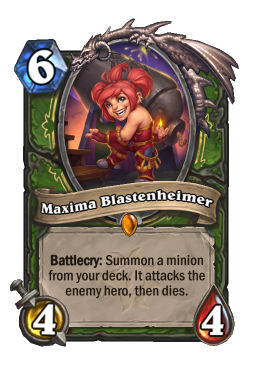 6
Maxima Blastenheimer
Battlecry: Summon a minion
from your deck. It attacks the
enemy hero, then dies.
4 4